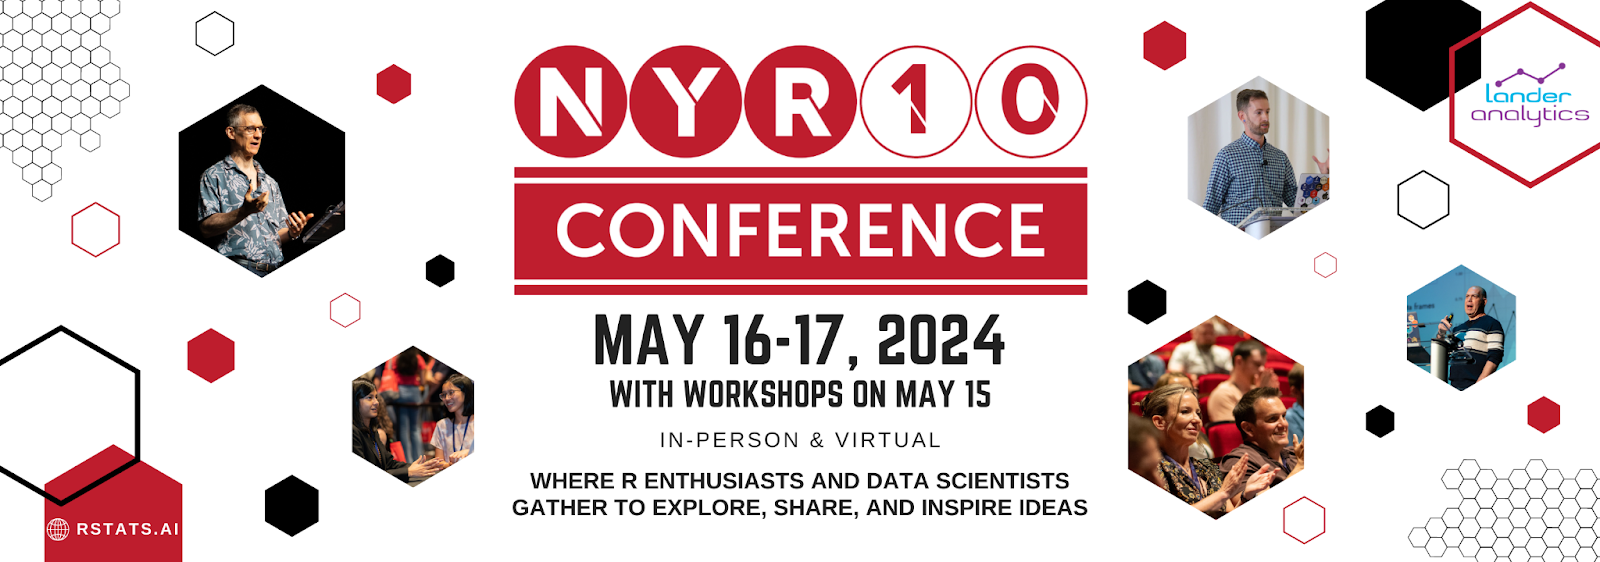 NYR10
CONFERENCE
MAY 16-17, 2024
WITH WORKSHOPS ON MAY 15
IN-PERSON & VIRTUAL
WHERE R ENTHUSIASTS AND DATA SCIENTISTS
GATHER TO EXPLORE, SHARE, AND INSPIRE IDEAS
RSTATS.AI
lander
analytics